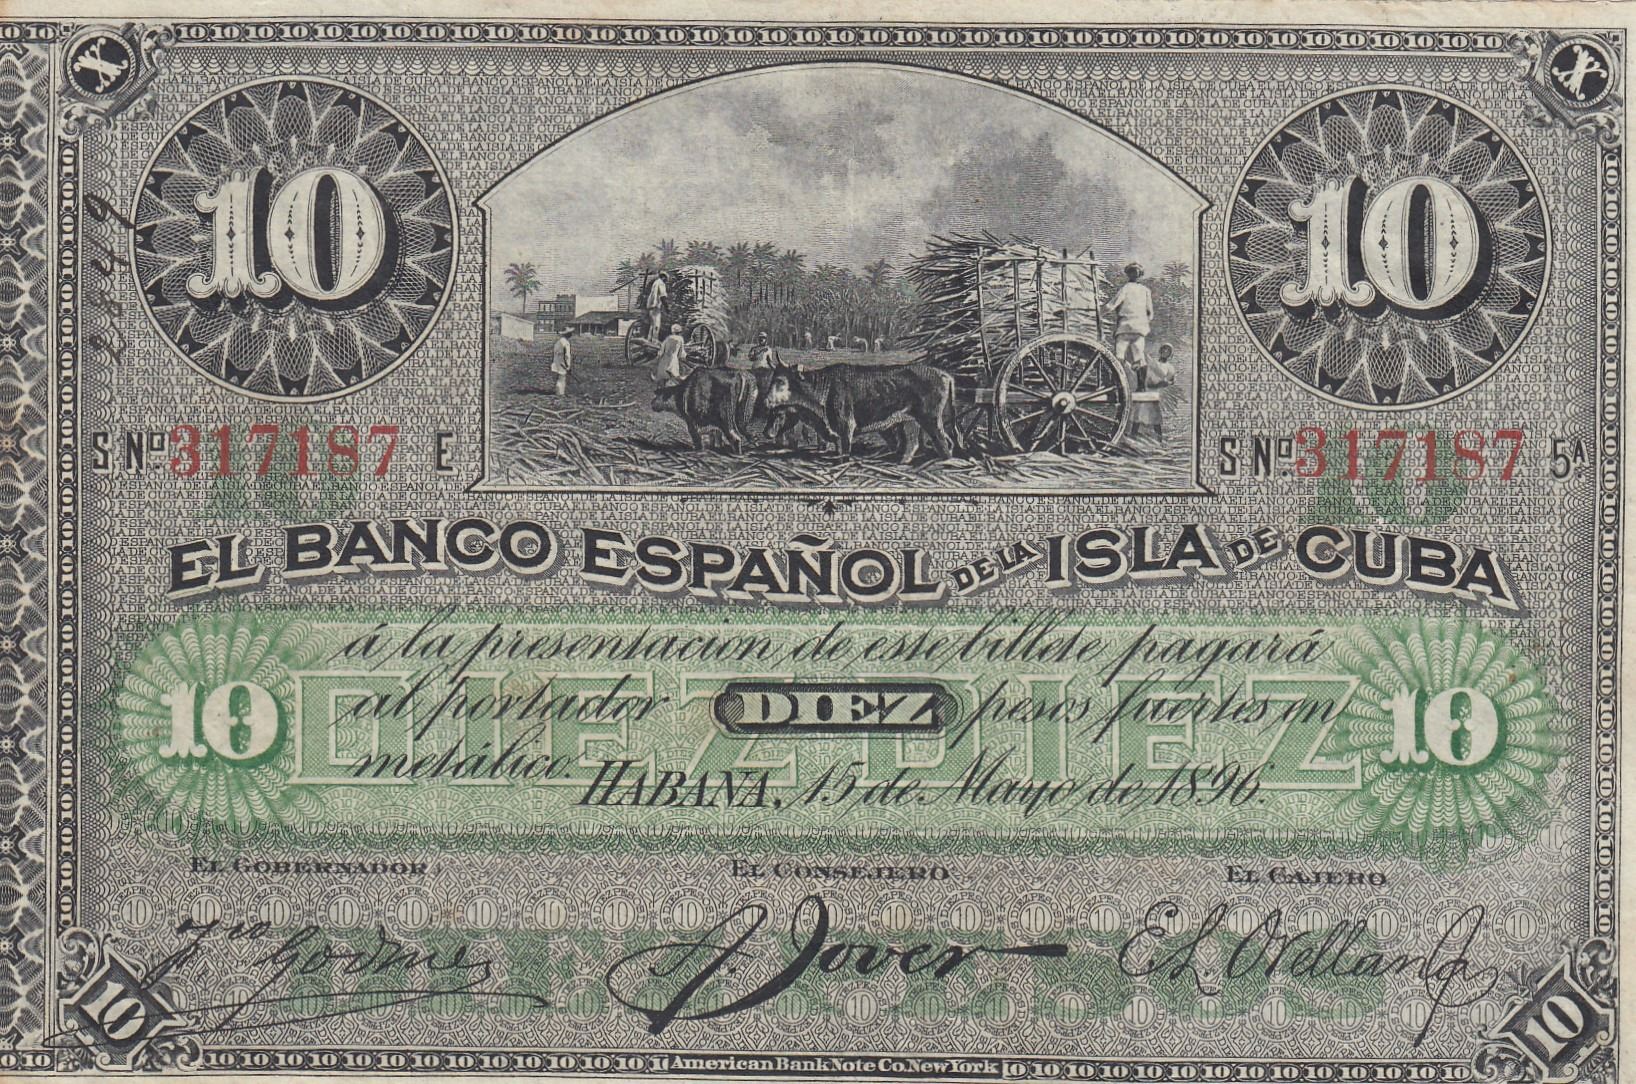 X
X
10
10
S No. 317187 E
S No. 317187 5A
EL BANCO ESPAÑOL DE LA ISLA DE CUBA
á la presentacion de este billete pagará
10
al portador DIEZ pesos fuertes en
10
DIEZ DIEZ
metálico. HABANA, 15 de Mayo de 1896.
EL GOBERNADOR
EL CONSEJERO
EL CAJERO
A. Dover
10
10
American Bank Note Co. New York